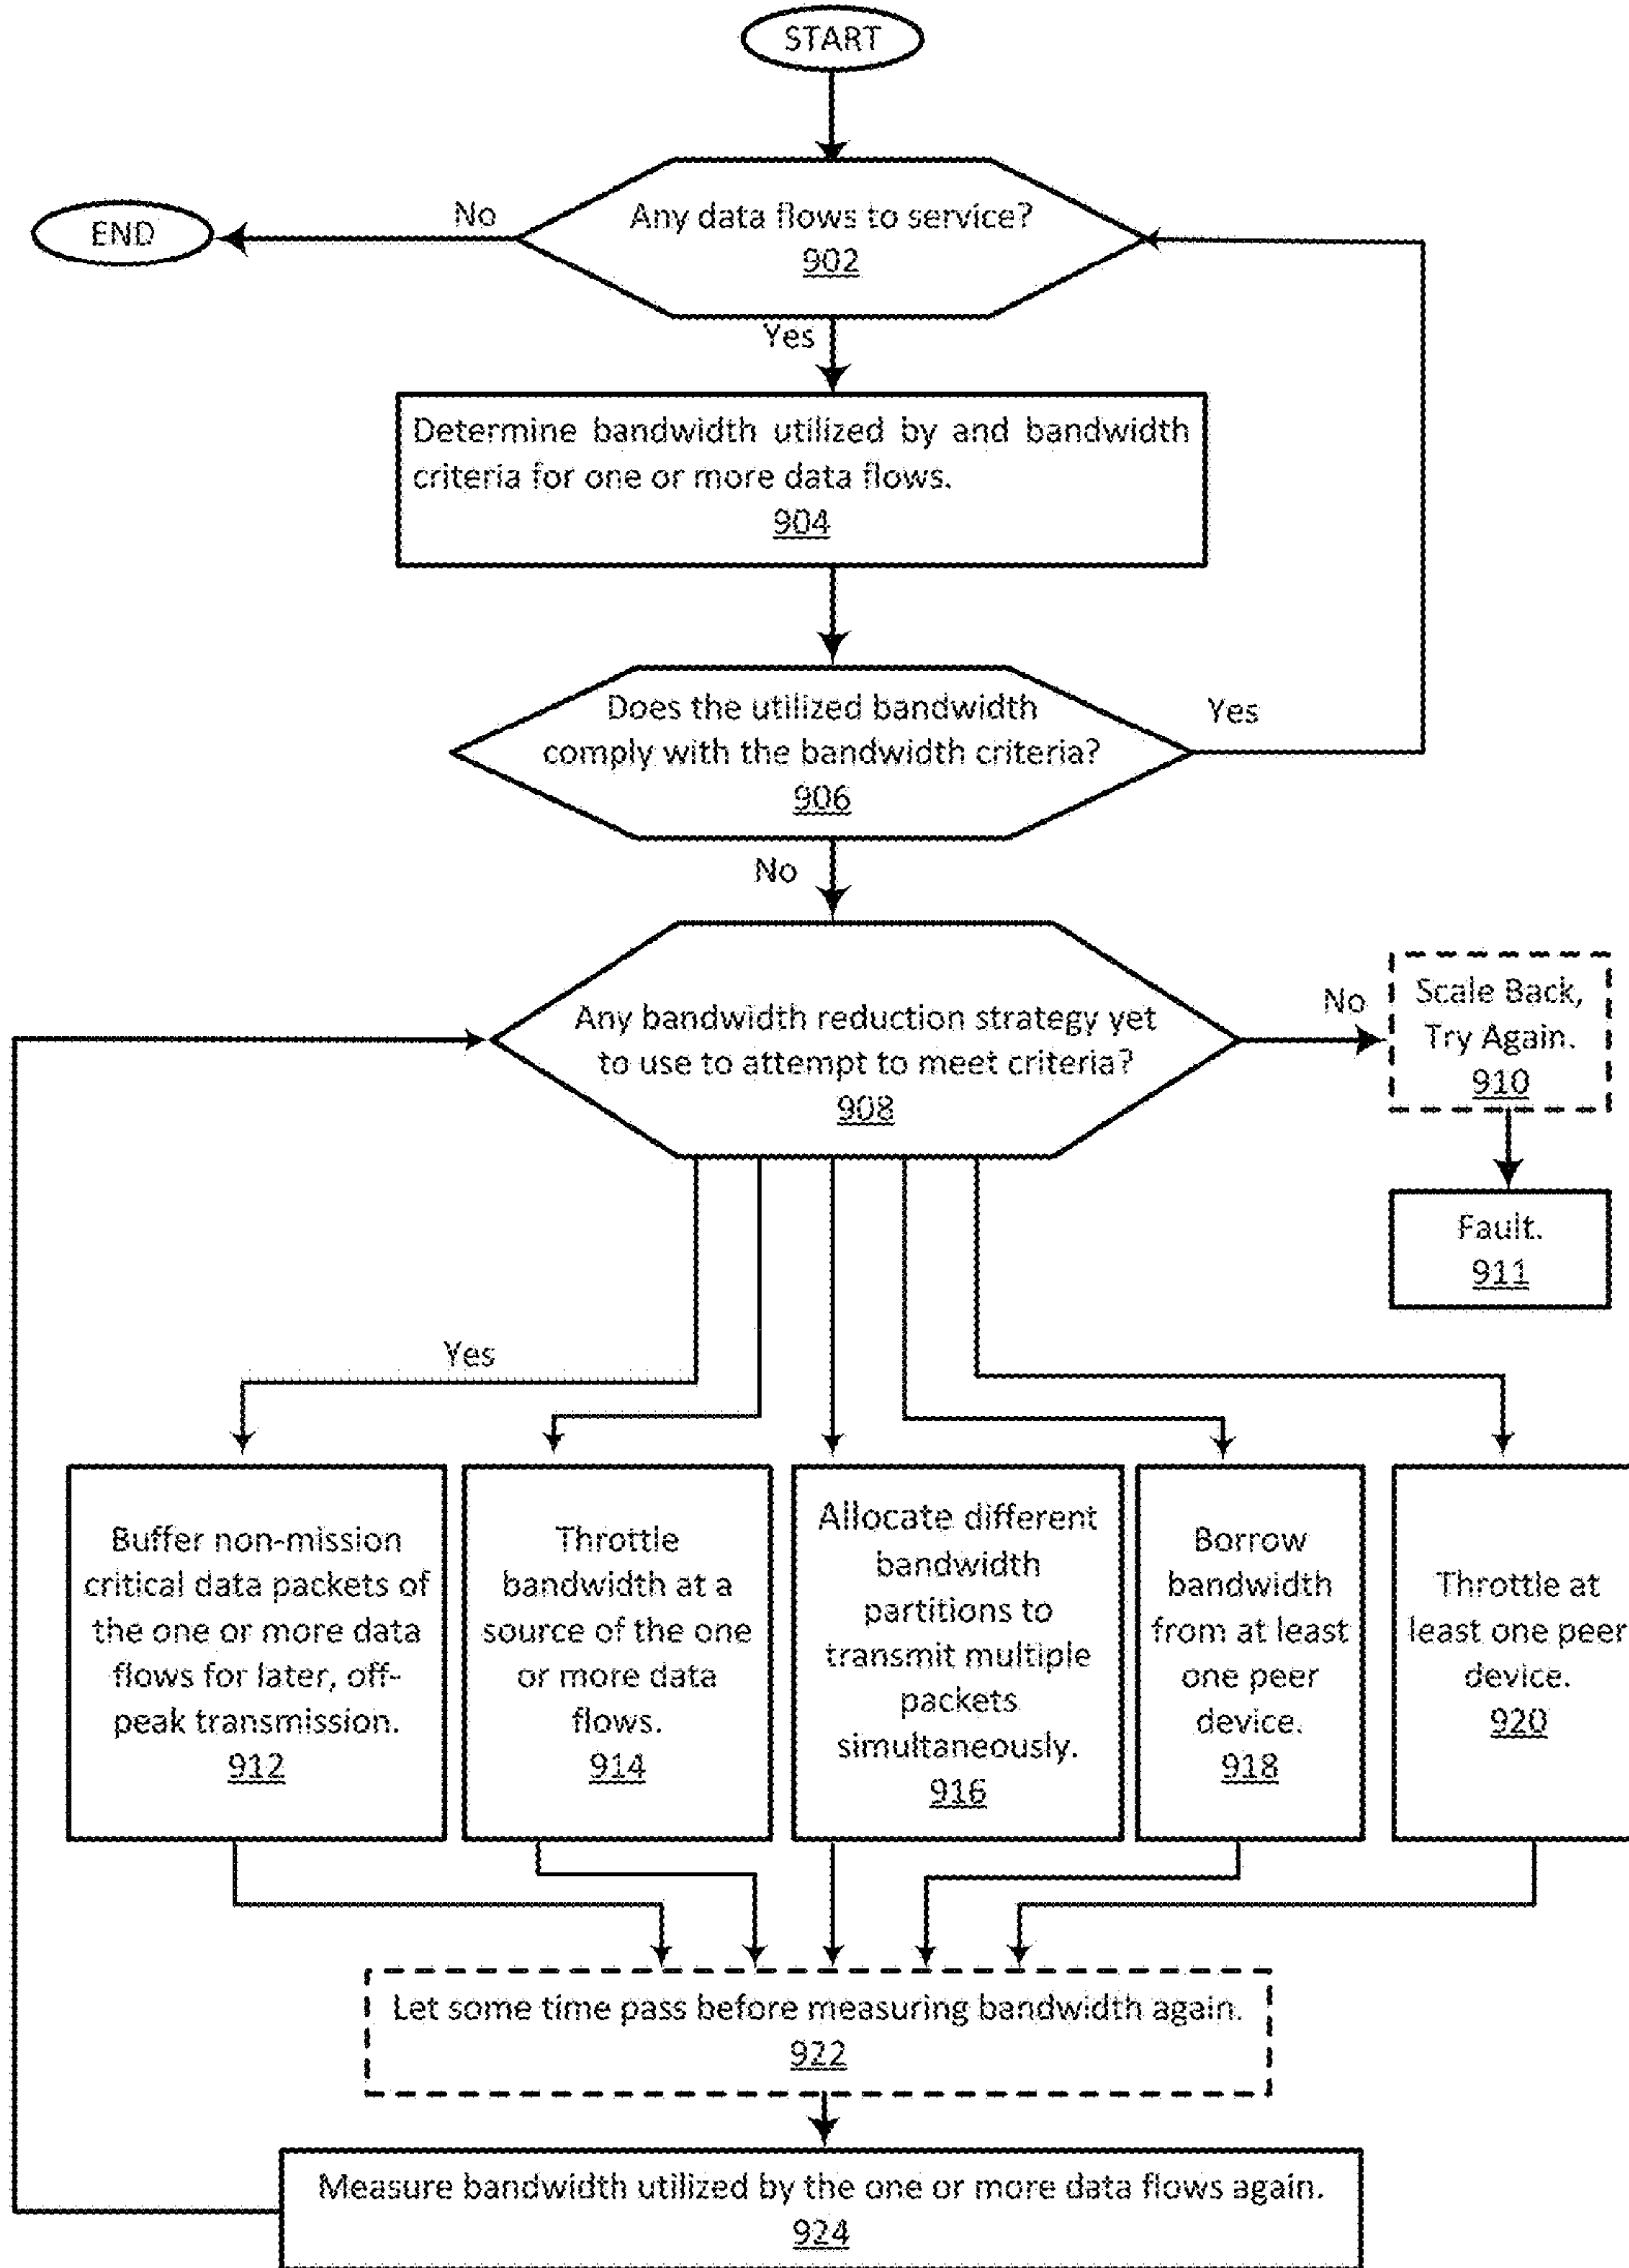 START
Any data flows to service?
902
No
END
Yes
Determine bandwidth utilized by and bandwidth
criteria for one or more data flows.
904
Does the utilized bandwidth
comply with the bandwidth criteria?
906
Yes
No
Any bandwidth reduction strategy yet
to use to attempt to meet criteria?
908
No
Scale Back,
Try Again.
910
Fault.
911
Yes
Buffer non-mission
critical data packets of
the one or more data
flows for later, off-
peak transmission.
912
Throttle
bandwidth at a
source of the one
or more data
flows.
914
Allocate different
bandwidth
partitions to
transmit multiple
packets
simultaneously.
916
Borrow
bandwidth
from at least
one peer
device.
918
Throttle at
least one peer
device.
920
Let some time pass before measuring bandwidth again.
922
Measure bandwidth utilized by the one or more data flows again.
924